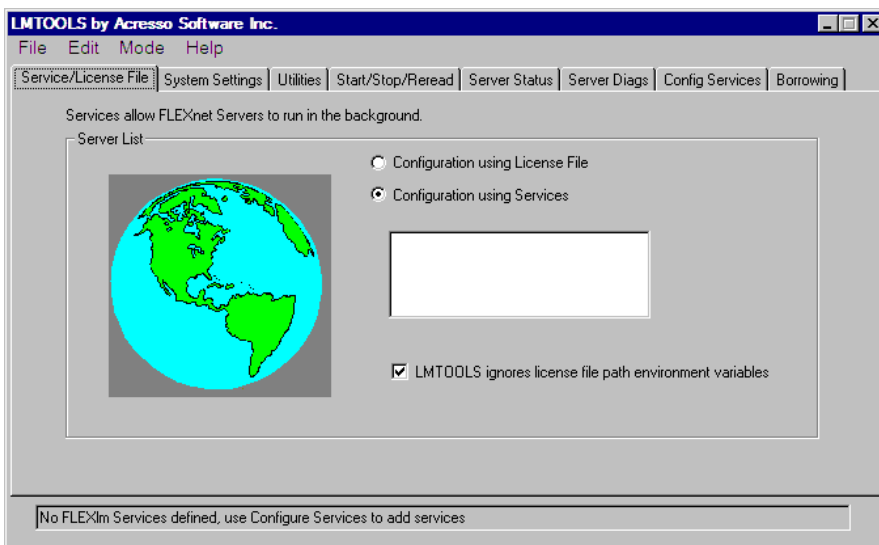 LMTOOLS by Acresso Software Inc.
File Edit Mode Help
Service/License File System Settings Utilities Start/Stop/Reread Server Status Server Diags Config Services Borrowing
Services allow FLEXnet Servers to run in the background.
Server List
Configuration using License File
Configuration using Services
LMTOOLS ignores license file path environment variables
No FLEXlm Services defined, use Configure Services to add services